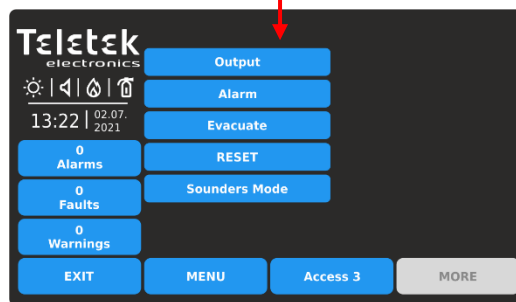 Teletek
electronics
13:22 | 02.07.
2021
0
Alarms
0
Faults
0
Warnings
Output
Alarm
Evacuate
RESET
Sounders Mode
EXIT
MENU
Access 3
MORE